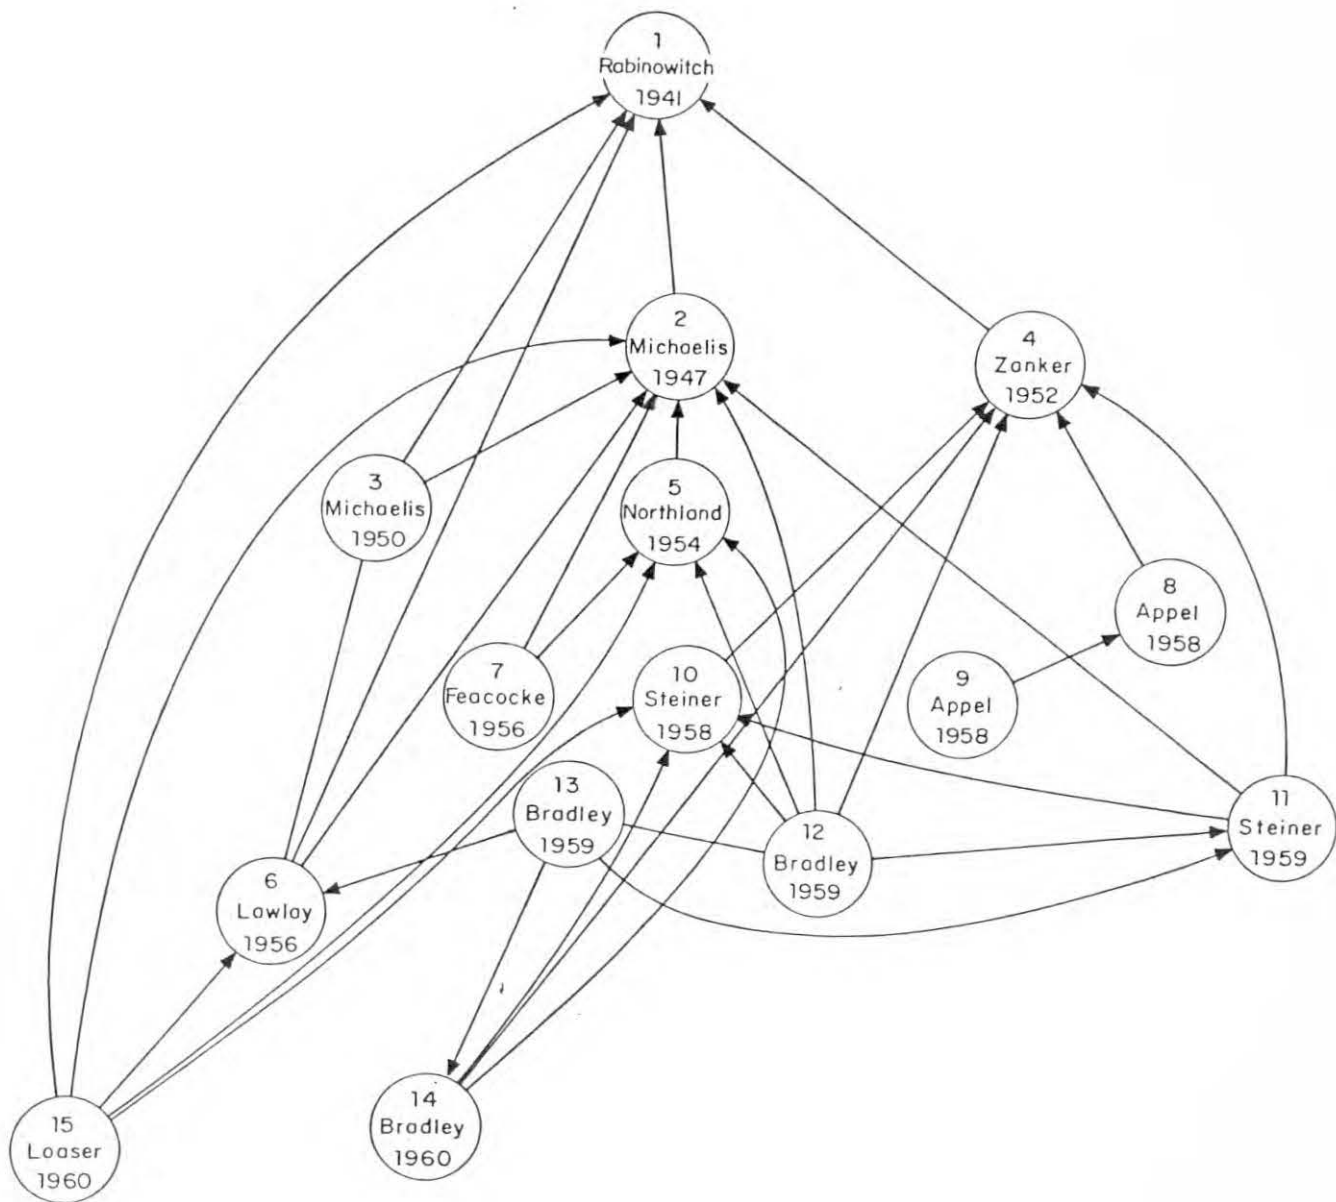 1
Rabinowitch
1941
2
Michaelis
1947
4
Zanker
1952
3
Michaelis
1950
5
Northland
1954
8
Appel
1958
7
Feacocke
1956
10
Steiner
1958
9
Appel
1958
13
Bradley
1959
12
Bradley
1959
11
Steiner
1959
6
Lawlay
1956
14
Bradley
1960
15
Loaser
1960